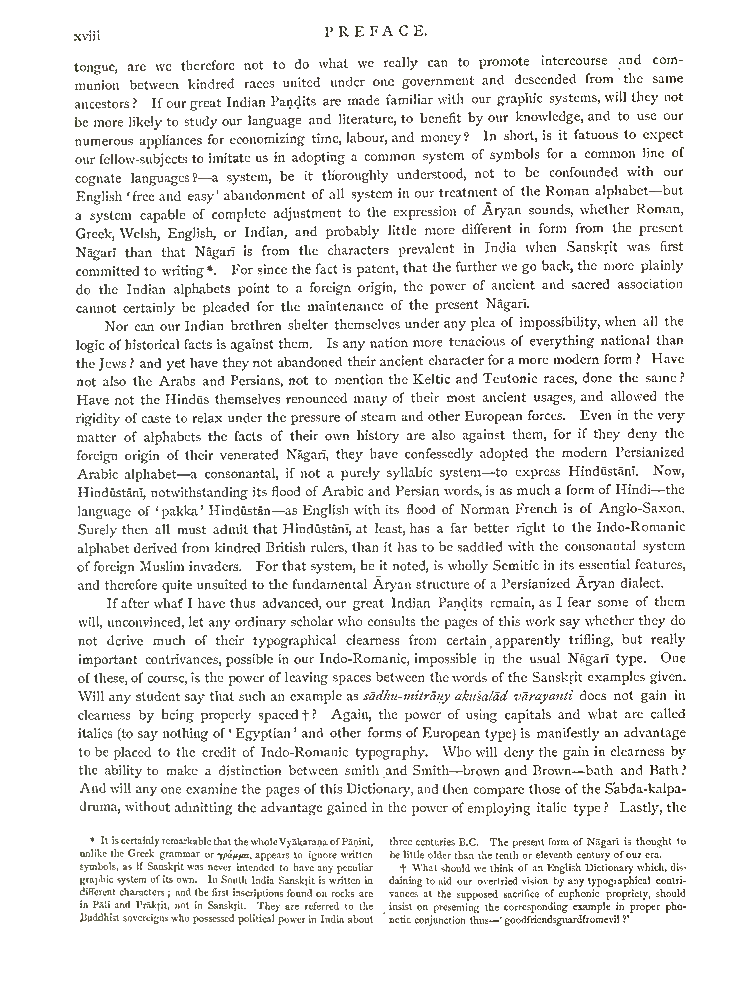 xviii
PREFACE.
tongue, are we therefore not to do what we really can to promote intercourse and com-
munion between kindred races united under one government and descended from the same
ancestors? If our great Indian Paṇḍits are made familiar with our graphic systems, will they not
be more likely to study our language and literature, to benefit by our knowledge, and to use our
numerous appliances for economizing time, labour, and money? In short, is it fatuous to expect
our fellow-subjects to imitate us in adopting a common system of symbols for a common line of
cognate languages?—a system, be it thoroughly understood, not to be confounded with our
English ‘free and easy’ abandonment of all system in our treatment of the Roman alphabet—but
a system capable of complete adjustment to the expression of Āryan sounds, whether Roman,
Greek, Welsh, English, or Indian, and probably little more different in form from the present
Nāgarī than that Nāgarī is from the characters prevalent in India when Sanskṛit was first
committed to writing*. For since the fact is patent, that the further we go back, the more plainly
do the Indian alphabets point to a foreign origin, the power of ancient and sacred association
cannot certainly be pleaded for the maintenance of the present Nāgarī.
Nor can our Indian brethren shelter themselves under any plea of impossibility, when all the
logic of historical facts is against them. Is any nation more tenacious of everything national than
the Jews? and yet have they not abandoned their ancient character for a more modern form? Have
not also the Arabs and Persians, not to mention the Keltic and Teutonic races, done the same?
Have not the Hindūs themselves renounced many of their most ancient usages, and allowed the
rigidity of caste to relax under the pressure of steam and other European forces. Even in the very
matter of alphabets the facts of their own history are also against them, for if they deny the
foreign origin of their venerated Nāgarī, they have confessedly adopted the modern Persianized
Arabic alphabet—a consonantal, if not a purely syllabic system—to express Hindūstānī. Now,
Hindūstānī, notwithstanding its flood of Arabic and Persian words, is as much a form of Hindī—the
language of ‘pakka’ Hindūstān—as English with its flood of Norman French is of Anglo-Saxon.
Surely then all must admit that Hindūstānī, at least, has a far better right to the Indo-Romanic
alphabet derived from kindred British rulers, than it has to be saddled with the consonantal system
of foreign Muslim invaders. For that system, be it noted, is wholly Semitic in its essential features,
and therefore quite unsuited to the fundamental Āryan structure of a Persianized Āryan dialect.
If after what I have thus advanced, our great Indian Paṇḍits remain, as I fear some of them
will, unconvinced, let any ordinary scholar who consults the pages of this work say whether they do
not derive much of their typographical clearness from certain apparently trifling, but really
important contrivances, possible in our Indo-Romanic, impossible in the usual Nāgarī type. One
of these, of course, is the power of leaving spaces between the words of the Sanskṛit examples given.
Will any student say that such an example as sādhu-mitrāṇy akuśalād vārayanti does not gain in
clearness by being properly spaced†? Again, the power of using capitals and what are called
italics (to say nothing of ‘Egyptian’ and other forms of European type) is manifestly an advantage
to be placed to the credit of Indo-Romanic typography. Who will deny the gain in clearness by
the ability to make a distinction between smith and Smith—brown and Brown—bath and Bath?
And will any one examine the pages of this Dictionary, and then compare those of the Śabda-kalpa-
druma, without admitting the advantage gained in the power of employing italic type? Lastly, the
* It is certainly remarkable that the whole Vyākaraṇa of Pāṇini,
unlike the Greek grammar or γράμμα, appears to ignore written
symbols, as if Sanskṛit was never intended to have any peculiar
graphic system of its own. In South India Sanskṛit is written in
different characters; and the first inscriptions found on rocks are
in Pāli and Prākṛit, not in Sanskṛit. They are referred to the
Buddhist sovereigns who possessed political power in India about
three centuries B.C. The present form of Nāgarī is thought to
be little older than the tenth or eleventh century of our era.
† What should we think of an English Dictionary which, dis-
daining to aid our overtried vision by any typographical contri-
vances at the supposed sacrifice of euphonic propriety, should
insist on presenting the corresponding example in proper pho-
netic conjunction thus—‘goodfriendsguardfromevil?’